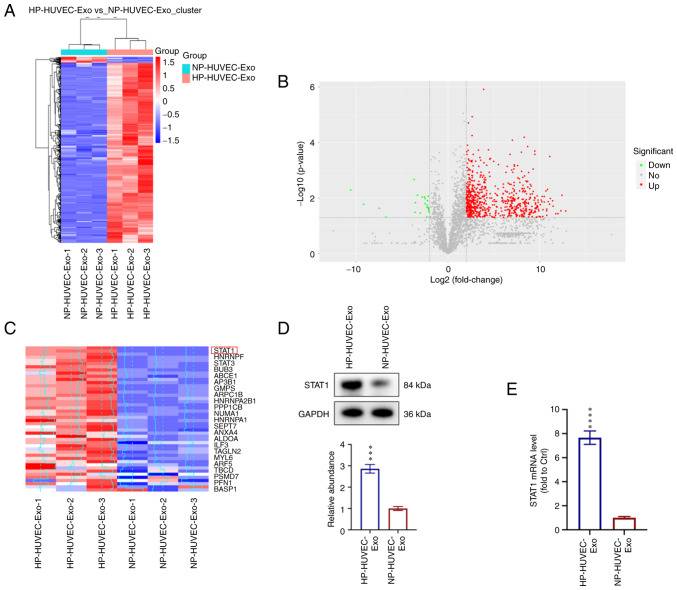 A
HP-HUVEC-Exo vs_NP-HUVEC-Exo_cluster
Group
1.5
1
0.5
0
−0.5
−1
−1.5
Group
NP-HUVEC-Exo
HP-HUVEC-Exo
NP-HUVEC-Exo-1
NP-HUVEC-Exo-2
NP-HUVEC-Exo-3
HP-HUVEC-Exo-1
HP-HUVEC-Exo-2
HP-HUVEC-Exo-3
B
−Log10 (p-value)
6
4
2
0
−10
0
10
Log2 (fold-change)
Significant
Down
No
Up
C
STAT1
HNRNPF
STAT3
BUB3
ABCE1
AP3B1
GMPS
ARPC1B
HNRNPA2B1
PPP1CB
NUMA1
HNRNPA1
SEPT7
ANXA4
ALDOA
ILF3
TAGLN2
MYL6
ARF5
TBCD
PSMD7
PFN1
BASP1
HP-HUVEC-Exo-1
HP-HUVEC-Exo-2
HP-HUVEC-Exo-3
NP-HUVEC-Exo-1
NP-HUVEC-Exo-2
NP-HUVEC-Exo-3
D
HP-HUVEC-Exo
NP-HUVEC-Exo
STAT1
84 kDa
GAPDH
36 kDa
Relative abundance
4
3
2
1
0
***
HP-HUVEC-
Exo
NP-HUVEC-
Exo
E
STAT1 mRNA level
(fold to Ctrl)
10
8
6
4
2
0
****
HP-HUVEC-
Exo
NP-HUVEC-
Exo